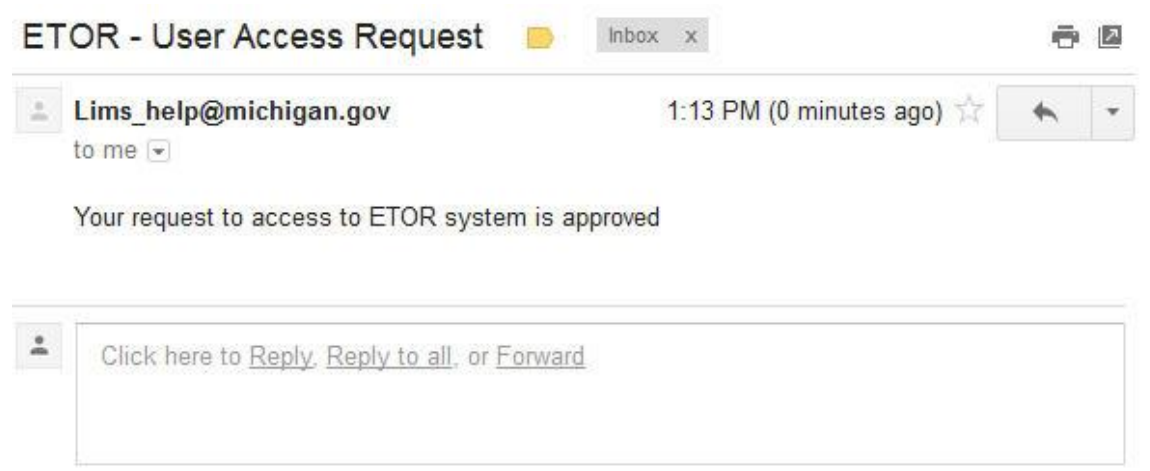 ETOR - User Access Request Inbox x
Lims_help@michigan.gov 1:13 PM (0 minutes ago)
to me
Your request to access to ETOR system is approved
Click here to Reply, Reply to all, or Forward